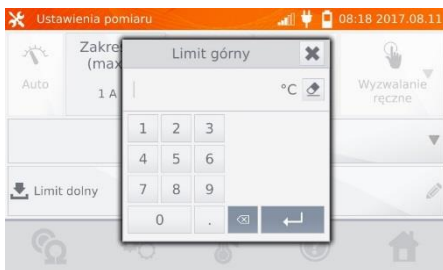 Ustawienia pomiaru 08:18 2017.08.11
Limit górny
Auto
(max
1 A
°C
Wyzwalanie
ręczne
1 2 3
4 5 6
7 8 9
0 .
Limit dolny